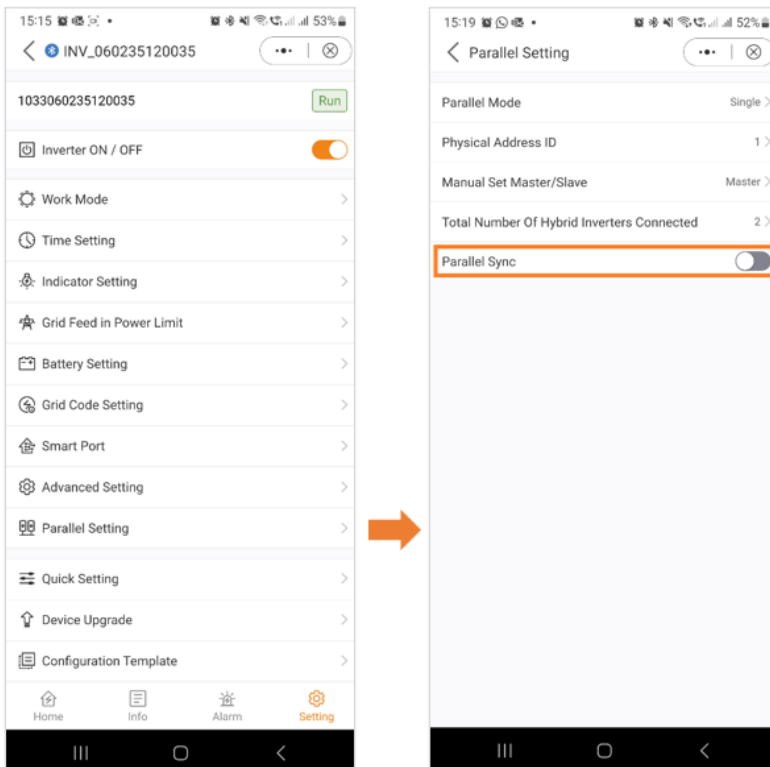 15:15
53%
INV_060235120035
1033060235120035
Run
Inverter ON / OFF
Work Mode
Time Setting
Indicator Setting
Grid Feed in Power Limit
Battery Setting
Grid Code Setting
Smart Port
Advanced Setting
Parallel Setting
Quick Setting
Device Upgrade
Configuration Template
Home
Info
Alarm
Setting
15:19
52%
Parallel Setting
Parallel Mode
Single
Physical Address ID
1
Manual Set Master/Slave
Master
Total Number Of Hybrid Inverters Connected
2
Parallel Sync